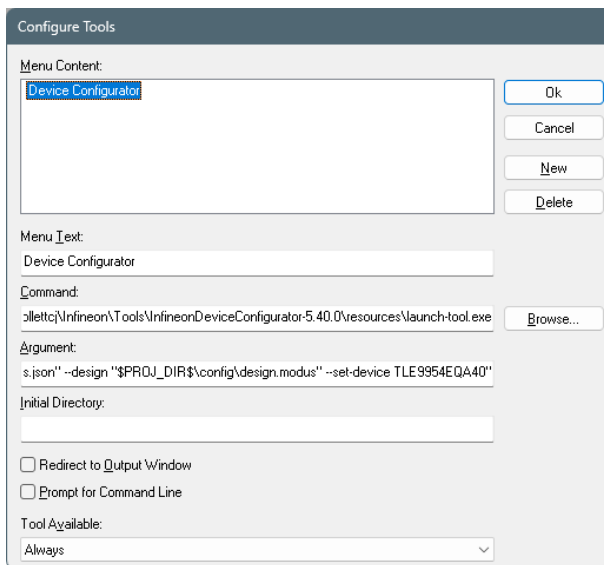 Configure Tools
Menu Content:
Device Configurator
Ok
Cancel
New
Delete
Menu Text:
Device Configurator
Command:
ollettcj\Infineon\Tools\InfineonDeviceConfigurator-5.40.0\resources\launch-tool.exe
Browse...
Argument:
s.json" --design "$PROJ_DIR$\config\design.modus" --set-device TLE9954EQA40"
Initial Directory:
Redirect to Output Window
Prompt for Command Line
Tool Available:
Always